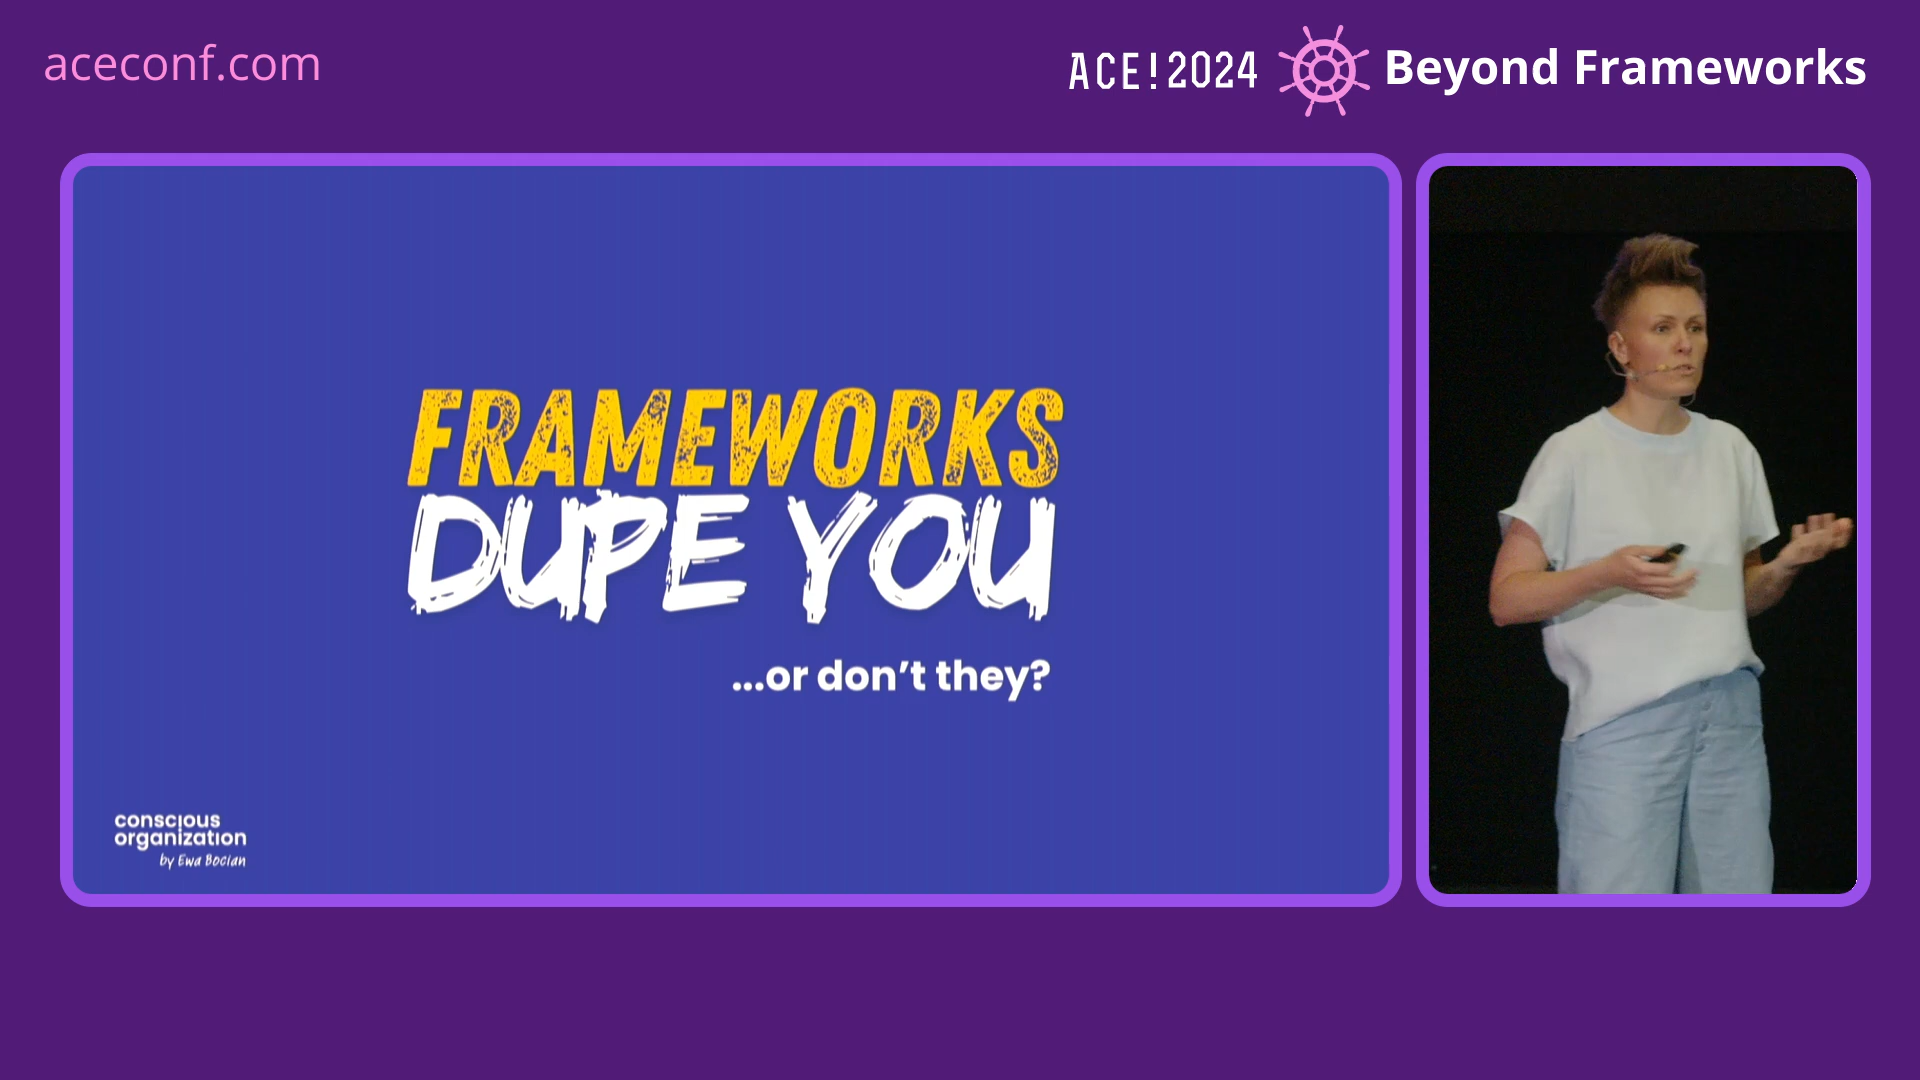 aceconf.com
ACE!2024 Beyond Frameworks
FRAMEWORKS
DUPE YOU
...or don't they?
conscious
organization
by Ewa Bocian